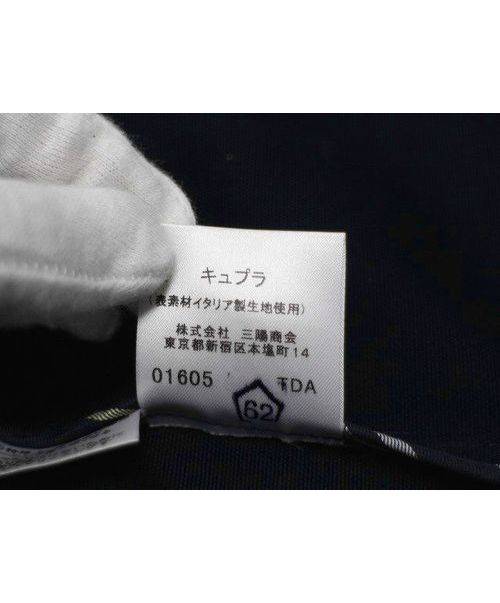 キュプラ
(表素材イタリア製生地使用)
株式会社 三陽商会
東京都新宿区本塩町14
01605 TDA
62